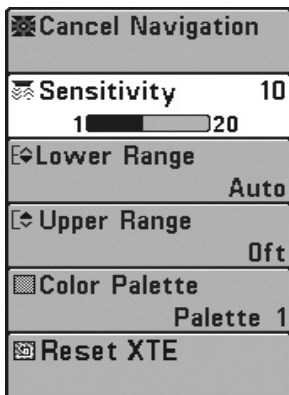 Cancel Navigation
Sensitivity 10
1 20
Lower Range
Auto
Upper Range
0ft
Color Palette
Palette 1
Reset XTE